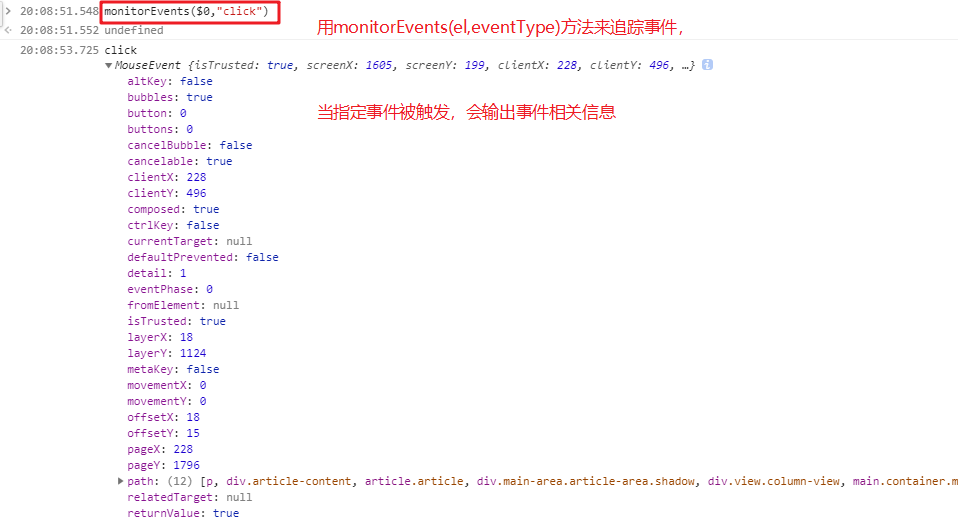 > 20:08:51.548 monitorEvents($0,"click")
用monitorEvents(el,eventType)方法来追踪事件,
20:08:51.552 undefined
20:08:53.725 click
MouseEvent {isTrusted: true, screenX: 1605, screenY: 199, clientX: 228, clientY: 496, …}
altKey: false
bubbles: true
当指定事件被触发，会输出事件相关信息
button: 0
buttons: 0
cancelBubble: false
cancelable: true
clientX: 228
clientY: 496
composed: true
ctrlKey: false
currentTarget: null
defaultPrevented: false
detail: 1
eventPhase: 0
fromElement: null
isTrusted: true
layerX: 18
layerY: 1124
metaKey: false
movementX: 0
movementY: 0
offsetX: 18
offsetY: 15
pageX: 228
pageY: 1796
path: (12) [p, div.article-content, article.article, div.main-area.article-area.shadow, div.view.column-view, main.container.m
relatedTarget: null
returnValue: true